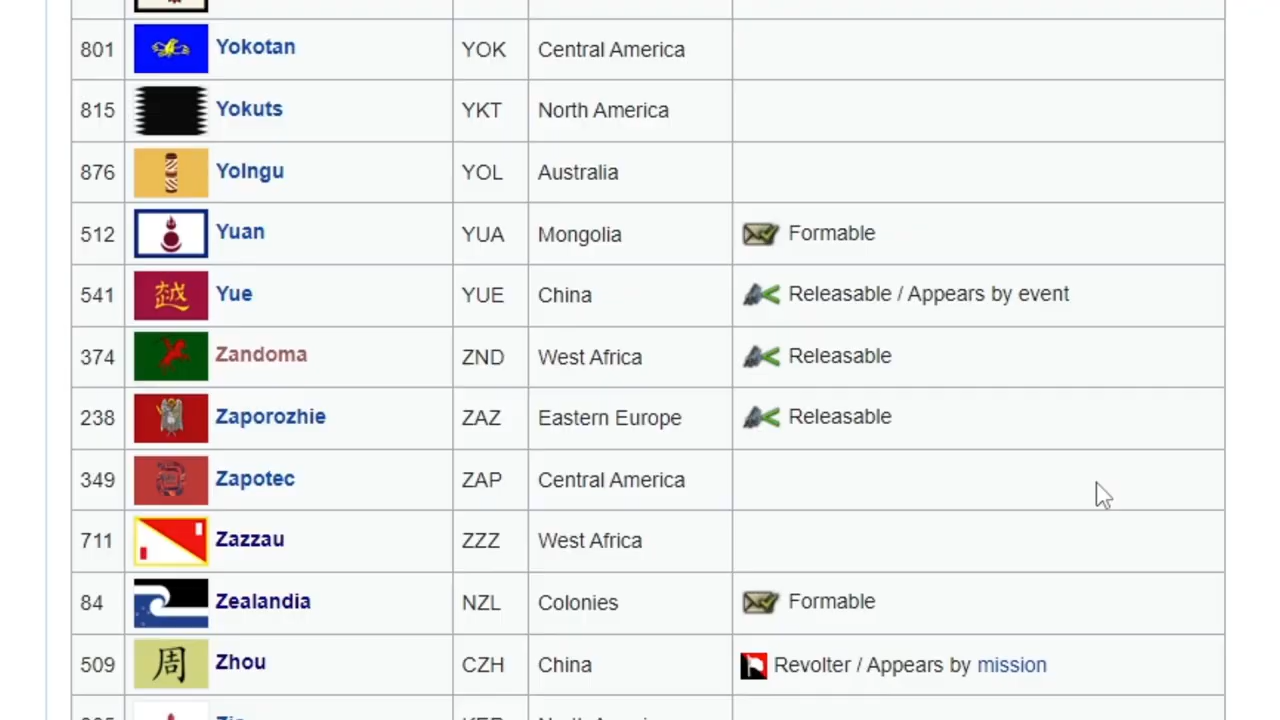 801 Yokotan YOK Central America
815 Yokuts YKT North America
876 Yolngu YOL Australia
512 Yuan YUA Mongolia Formable
541 越 Yue YUE China Releasable / Appears by event
374 Zandoma ZND West Africa Releasable
238 Zaporozhie ZAZ Eastern Europe Releasable
349 Zapotec ZAP Central America
711 Zazzau ZZZ West Africa
84 Zealandia NZL Colonies Formable
509 周 Zhou CZH China Revolter / Appears by mission